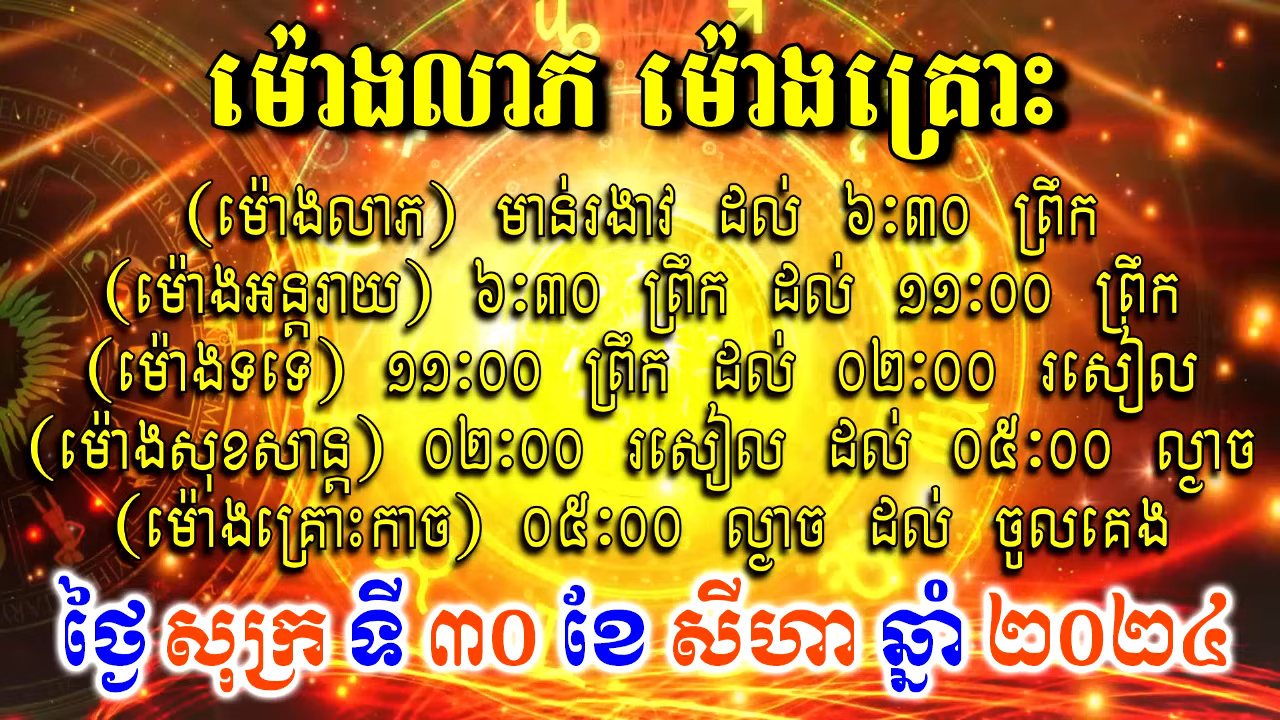 ម៉ោងលាភ ម៉ោងគ្រោះ
(ម៉ោងលាភ) មាន់រងាវ ដល់ ៦:៣០ ព្រឹក
(ម៉ោងអន្តរាយ) ៦:៣០ ព្រឹក ដល់ ១១:០០ ព្រឹក
(ម៉ោងទទេ) ១១:០០ ព្រឹក ដល់ ០២:០០ រសៀល
(ម៉ោងសុខសាន្ត) ០២:០០ រសៀល ដល់ ០៥:០០ ល្ងាច
(ម៉ោងគ្រោះកាច) ០៥:០០ ល្ងាច ដល់ ចូលគេង
ថ្ងៃ សុក្រ ទី ៣០ ខែ សីហា ឆ្នាំ ២០២៤